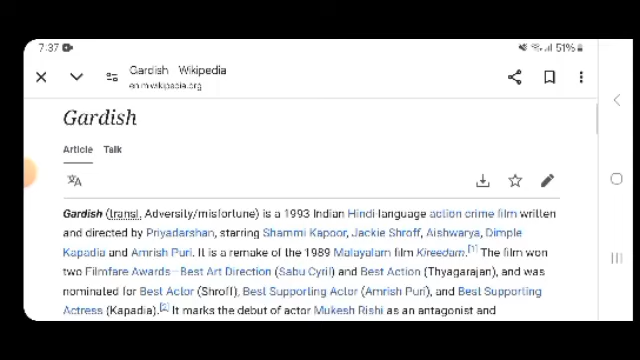 7:37
51%
Gardish Wikipedia
en.m.wikipedia.org
Gardish
Article Talk
Gardish (transl. Adversity/misfortune) is a 1993 Indian Hindi-language action crime film written
and directed by Priyadarshan, starring Shammi Kapoor, Jackie Shroff, Aishwarya, Dimple
Kapadia and Amrish Puri. It is a remake of the 1989 Malayalam film Kireedam.[1] The film won
two Filmfare Awards—Best Art Direction (Sabu Cyril) and Best Action (Thyagarajan), and was
nominated for Best Actor (Shroff), Best Supporting Actor (Amrish Puri), and Best Supporting
Actress (Kapadia).[2] It marks the debut of actor Mukesh Rishi as an antagonist and